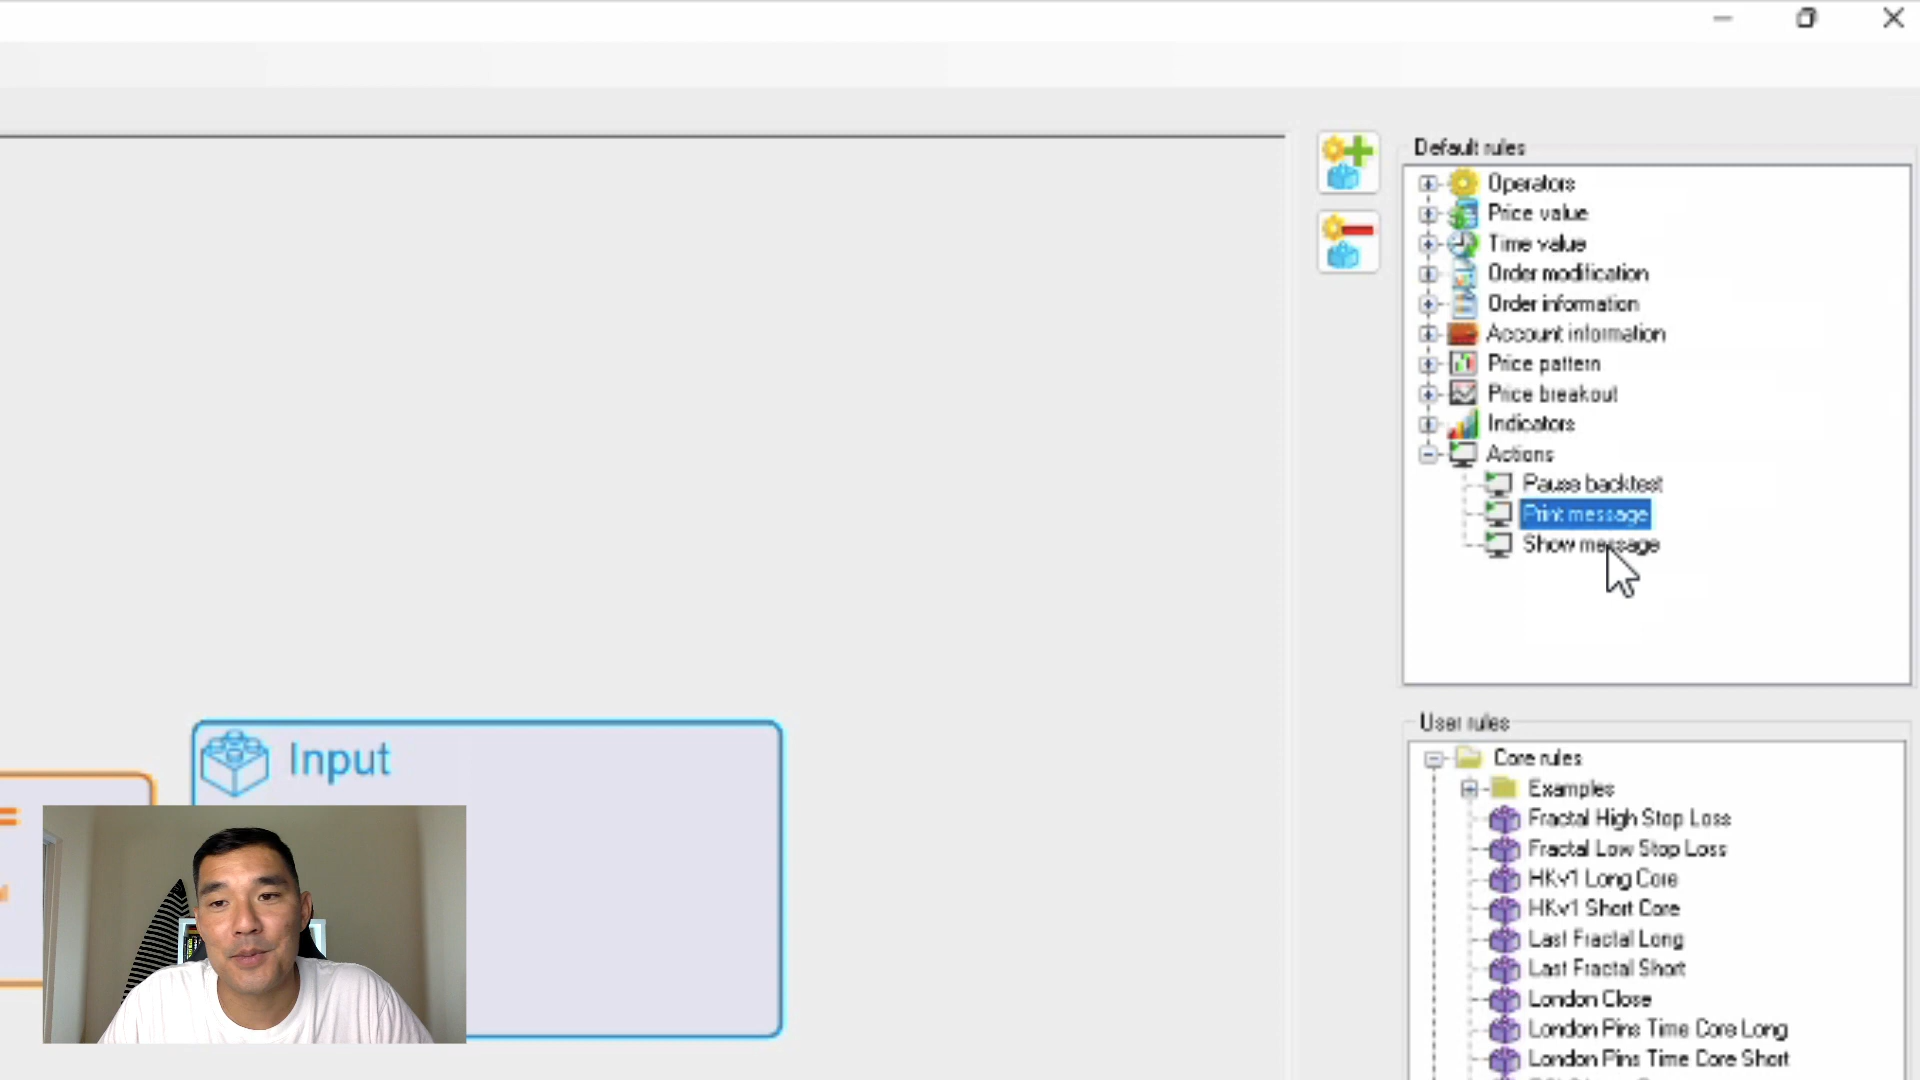 Default rules
Operators
Price value
Time value
Order modification
Order information
Account information
Price pattern
Price breakout
Indicators
Actions
Pause backtest
Print message
Show message
Input
User rules
Core rules
Examples
Fractal High Stop Loss
Fractal Low Stop Loss
HKv1 Long Core
HKv1 Short Core
Last Fractal Long
Last Fractal Short
London Close
London Pins Time Core Long
London Pins Time Core Short